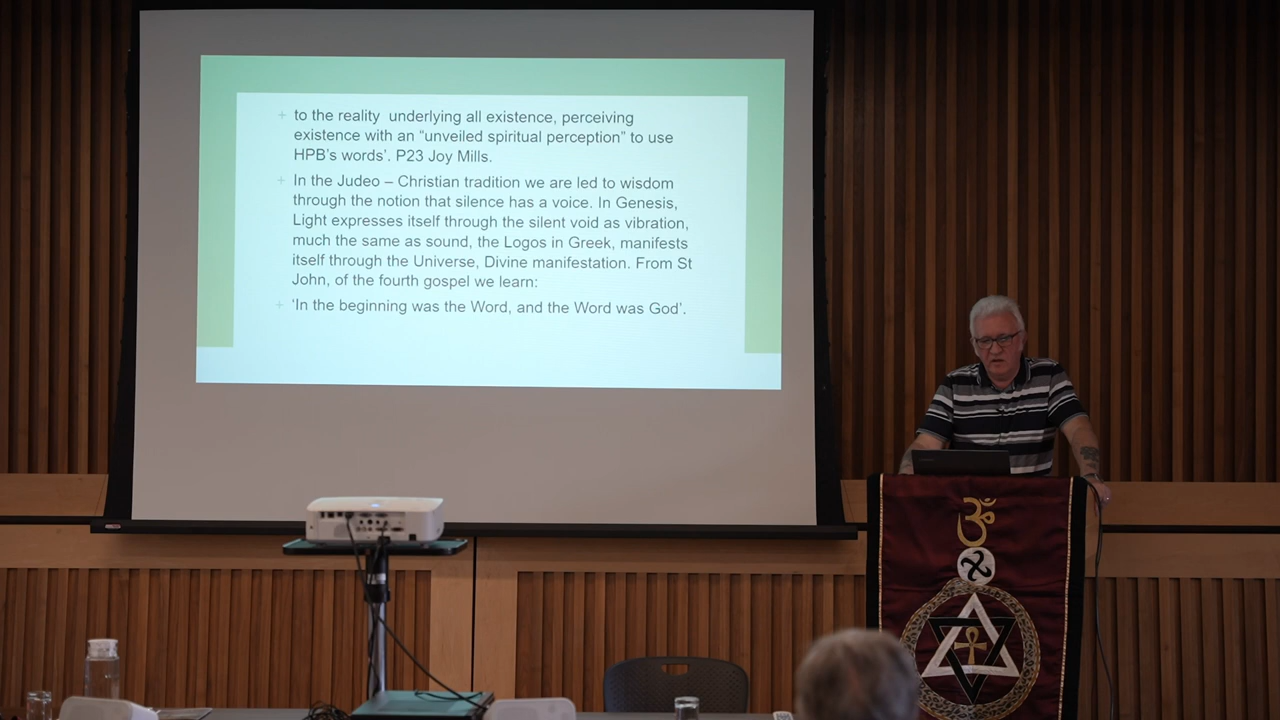 to the reality underlying all existence, perceiving
existence with an "unveiled spiritual perception" to use
HPB's words'. P23 Joy Mills.
In the Judeo – Christian tradition we are led to wisdom
through the notion that silence has a voice. In Genesis,
Light expresses itself through the silent void as vibration,
much the same as sound, the Logos in Greek, manifests
itself through the Universe, Divine manifestation. From St
John, of the fourth gospel we learn:
'In the beginning was the Word, and the Word was God'.
ॐ